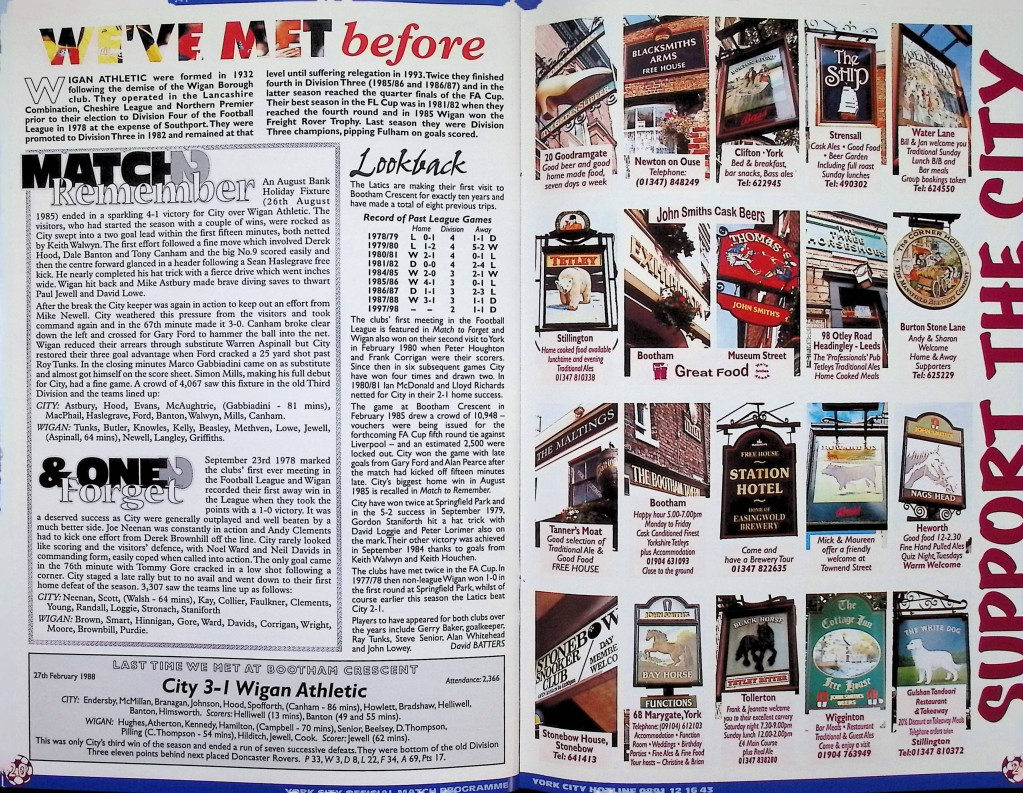 WE'VE MET before
WIGAN ATHLETIC were formed in 1932
following the demise of the Wigan Borough
club. They operated in the Lancashire
Combination, Cheshire League and Northern Premier
prior to their election to Division Four of the Football
League in 1978 at the expense of Southport. They were
promoted to Division Three in 1982 and remained at that
level until suffering relegation in 1993. Twice they finished
fourth in Division Three (1985/86 and 1986/87) and in the
latter season reached the quarter finals of the FA Cup.
Their best season in the FL Cup was in 1981/82 when they
reached the fourth round and in 1985 Wigan won the
Freight Rover Trophy. Last season they were Division
Three champions, pipping Fulham on goals scored.
MATCH 2
Remember
An August Bank
Holiday Fixture
(26th August
1985) ended in a sparkling 4-1 victory for City over Wigan Athletic. The
visitors, who had started the season with a couple of wins, were rocked as
City swept into a two goal lead within the first fifteen minutes, both netted
by Keith Walwyn. The first effort followed a fine move which involved Derek
Hood, Dale Banton and Tony Canham and the big No.9 scored easily and
then the centre forward glanced in a header following a Sean Haslegrave free
kick. He nearly completed his hat trick with a fierce drive which went inches
wide. Wigan hit back and Mike Astbury made brave diving saves to thwart
Paul Jewell and David Lowe.
After the break the City keeper was again in action to keep out an effort from
Mike Newell. City weathered this pressure from the visitors and took
command again and in the 67th minute made it 3-0. Canham broke clear
down the left and crossed for Gary Ford to hammer the ball into the net.
Wigan reduced their arrears through substitute Warren Aspinall but City
restored their three goal advantage when Ford cracked a 25 yard shot past
Roy Tunks. In the closing minutes Marco Gabbiadini came on as substitute
and almost got himself on the score sheet. Simon Mills, making his full debut
for City, had a fine game. A crowd of 4,067 saw this fixture in the old Third
Division and the teams lined up:
CITY: Astbury, Hood, Evans, McAughtrie, (Gabbiadini - 81 mins),
MacPhail, Haslegrave, Ford, Banton, Walwyn, Mills, Canham.
WIGAN: Tunks, Butler, Knowles, Kelly, Beasley, Methven, Lowe, Jewell,
(Aspinall, 64 mins), Newell, Langley, Griffiths.
& ONE 2
Forget
September 23rd 1978 marked
the clubs' first ever meeting in
the Football League and Wigan
recorded their first away win in
the League when they took the
points with a 1-0 victory. It was
a deserved success as City were generally outplayed and well beaten by a
much better side. Joe Neenan was constantly in action and Andy Clements
had to kick one effort from Derek Brownhill off the line. City rarely looked
like scoring and the visitors' defence, with Noel Ward and Neil Davids in
commanding form, easily coped when called into action. The only goal came
in the 76th minute with Tommy Gore cracked in a low shot following a
corner. City staged a late rally but to no avail and went down to their first
home defeat of the season. 3,307 saw the teams line up as follows:
CITY: Neenan, Scott, (Walsh - 64 mins), Kay, Collier, Faulkner, Clements,
Young, Randall, Loggie, Stronach, Staniforth
WIGAN: Brown, Smart, Hinnigan, Gore, Ward, Davids, Corrigan, Wright,
Moore, Brownbill, Purdie.
Lookback
The Latics are making their first visit to
Bootham Crescent for exactly ten years and
have made a total of eight previous trips.
Record of Past League Games
Home Division Away
1978/79 L 0-1 4 1-1 D
1979/80 L 1-2 4 5-2 W
1980/81 W 2-1 4 0-1 L
1981/82 D 0-0 4 2-4 L
1984/85 W 2-0 3 2-1 W
1985/86 W 4-1 3 0-1 L
1986/87 D 1-1 3 2-3 L
1987/88 W 3-1 3 1-1 D
1997/98 – – 2 1-1 D
The clubs' first meeting in the Football
League is featured in Match to Forget and
Wigan also won on their second visit to York
in February 1980 when Peter Houghton
and Frank Corrigan were their scorers.
Since then in six subsequent games City
have won four times and drawn two. In
1980/81 Ian McDonald and Lloyd Richards
netted for City in their 2-1 home success.
The game at Bootham Crescent in
February 1985 drew a crowd of 10,948 –
vouchers were being issued for the
forthcoming FA Cup fifth round tie against
Liverpool – and an estimated 2,500 were
locked out. City won the game with late
goals from Gary Ford and Alan Pearce after
the match had kicked off fifteen minutes
late. City's biggest home win in August
1985 is recalled in Match to Remember.
City have won twice at Springfield Park and
in the 5-2 success in September 1979,
Gordon Staniforth hit a hat trick with
David Loggie and Peter Lorimer also on
the mark. Their other victory was achieved
in September 1984 thanks to goals from
Keith Walwyn and Keith Houchen.
The clubs have met twice in the FA Cup. In
1977/78 then non-league Wigan won 1-0 in
the first round at Springfield Park, whilst of
course earlier this season the Latics beat
City 2-1.
Players to have appeared for both clubs over
the years include Gerry Baker, goalkeeper,
Ray Tunks, Steve Senior, Alan Whitehead
and John Lowey. David BATTERS
LAST TIME WE MET AT BOOTHAM CRESCENT
27th February 1988
City 3-1 Wigan Athletic
Attendance: 2,366
CITY: Endersby, McMillan, Branagan, Johnson, Hood, Spofforth, (Canham - 86 mins), Howlett, Bradshaw, Helliwell,
Banton, Himsworth. Scorers: Helliwell (13 mins), Banton (49 and 55 mins).
WIGAN: Hughes, Atherton, Kennedy, Hamilton, (Campbell - 70 mins), Senior, Beelsey, D.Thompson,
Pilling (C.Thompson - 54 mins), Hilditch, Jewell, Cook. Scorer: Jewell (62 mins).
This was only City's third win of the season and ended a run of seven successive defeats. They were bottom of the old Division
Three eleven points behind next placed Doncaster Rovers. P 33, W 3, D 8, L 22, F 34, A 69, Pts 17.
20
YORK CITY OFFICIAL MATCH PROGRAMME
SUPPORT THE CITY
20 Goodramgate
Good beer and good
home made food,
seven days a week
BLACKSMITHS
ARMS
FREE HOUSE
Newton on Ouse
Telephone:
(01347) 848249
Clifton · York
Bed & breakfast,
bar snacks, Bass ales
Tel: 622945
The
SHIP
Strensall
Cask Ales · Good Food
· Beer Garden
Including full roast
Sunday lunch
Tel: 490302
Water Lane
Bill & Jan welcome you
Traditional Sunday
Lunch B/B and
Bar meals
Group bookings taken
Tel: 624550
TETLEY
Stillington
Home cooked food available
lunchtime and evening
Traditional Ales
01347 810338
John Smiths Cask Beers
EXHIBITION
THOMAS'S
JOHN SMITH'S
Bootham
Museum Street
Great Food
THREE
HORSESHOES
98 Otley Road
Headingley - Leeds
The 'Professionals' Pub
Tetleys Traditional Ales
Home Cooked Meals
THE CORNER HOUSE
Burton Stone Lane
Andy & Sharon
Welcome
Home & Away
Supporters
Tel: 625229
THE MALTINGS
Tanner's Moat
Good selection of
Traditional Ale &
Good Food
FREE HOUSE
THE BOOTHAM TAVERN
Bootham
Happy hour 5.00-7.00pm
Monday to Friday
Cask Conditioned Finest
Yorkshire Tetleys
plus Accommodation
01904 631093
Close to the ground
FREE HOUSE
STATION
HOTEL
HOME OF
EASINGWOLD
BREWERY
Come and
have a Brewery Tour
01347 822635
Mick & Maureen
offer a friendly
welcome at
Townend Street
JOHN SMITH'S
NAGS HEAD
Heworth
Good food 12-2.30
Fine Hand Pulled Ales
Quiz Night, Tuesdays
Warm Welcome
STONEBOW
SNOOKER
CLUB
DAY
MEMBE
WELCO
Stonebow House,
Stonebow
Tel: 641413
JOHN SMITH'S
BAY HORSE
FUNCTIONS
68 Marygate, York
Telephone: (01904) 612103
Accommodation · Function
Room · Weddings · Birthday
Parties · Fine Ales & Fine Food
Your hosts – Christine & Brian
BLACK HORSE
TETLEY BITTER
Tollerton
Frank & Jeanette welcome
you to their excellent carvery
Saturday night 7.30-9.00pm
Sunday lunch 12.00-2.00pm
£4 Main Course
plus Real Ale
01347 838280
The
Cottage Inn
Free House
Wigginton
Bar Meals · Restaurant
Traditional & Guest Ales
Come & enjoy a visit
01904 763949
THE WHITE DOG
Gulshan Tandoori
Restaurant
& Takeaway
20% Discount on Takeaway Meals
Telephone orders taken
Stillington
Tel: 01347 810372
YORK CITY HOTLINE 0891 12 16 43